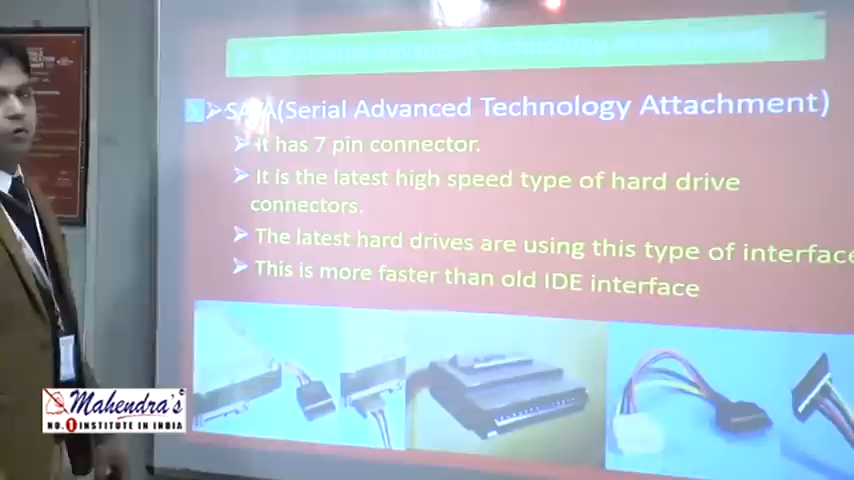 SATA(Serial Advanced Technology Attachment)
It has 7 pin connector.
It is the latest high speed type of hard drive
connectors.
The latest hard drives are using this type of interface
This is more faster than old IDE interface
Mahendra's
NO.1 INSTITUTE IN INDIA